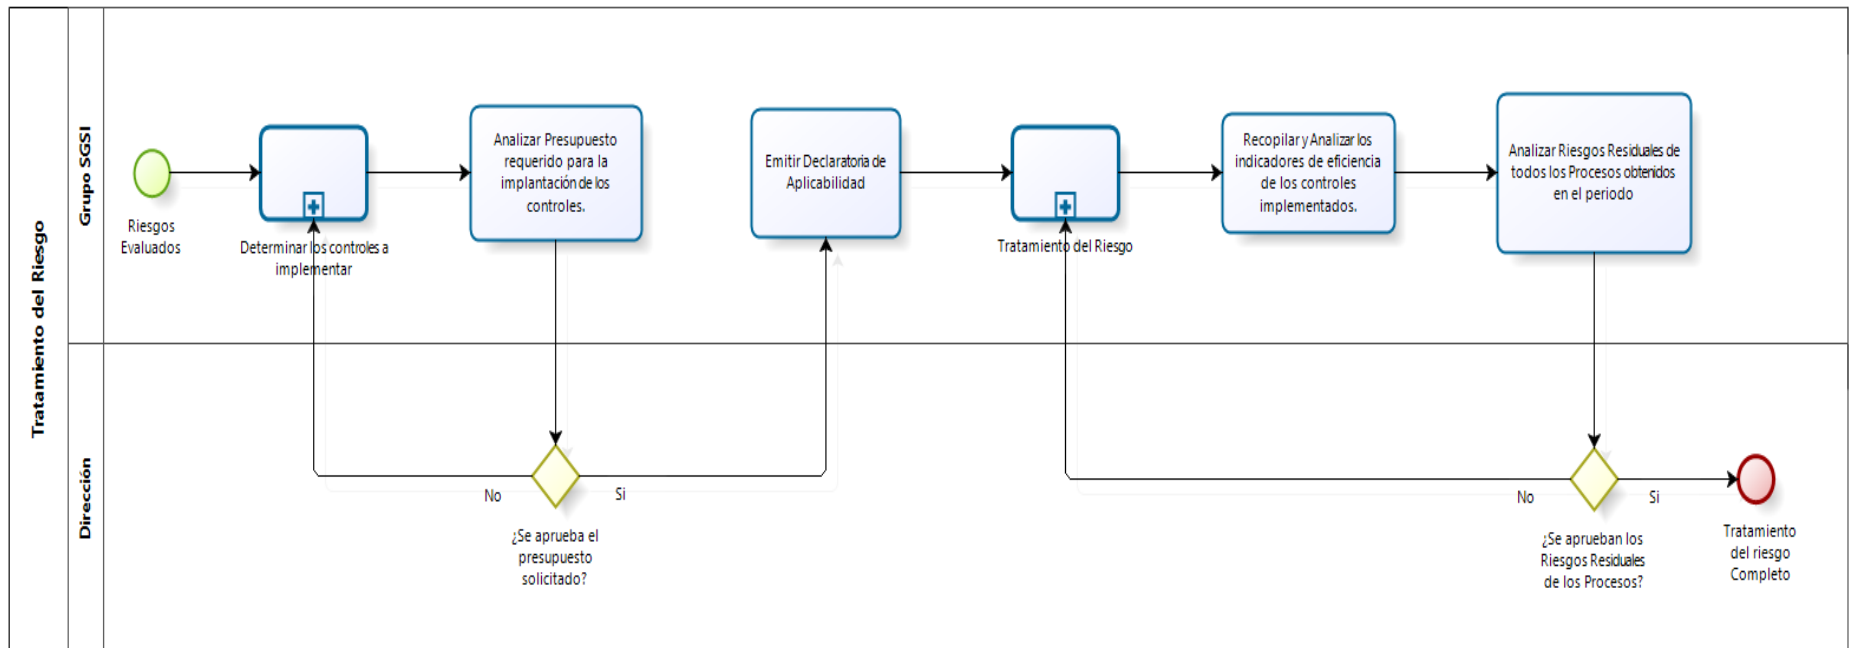 Tratamiento del Riesgo
Grupo SGSI
Riesgos
Evaluados
Determinar los controles a
implementar
Analizar Presupuesto
requerido para la
implantación de los
controles.
Emitir Declaratoria de
Aplicabilidad
Tratamiento del Riesgo
Recopilar y Analizar los
indicadores de eficiencia
de los controles
implementados.
Analizar Riesgos Residuales de
todos los Procesos obtenidos
en el periodo
Dirección
No
Si
¿Se aprueba el
presupuesto
solicitado?
No
Si
¿Se aprueban los
Riesgos Residuales
de los Procesos?
Tratamiento
del riesgo
Completo